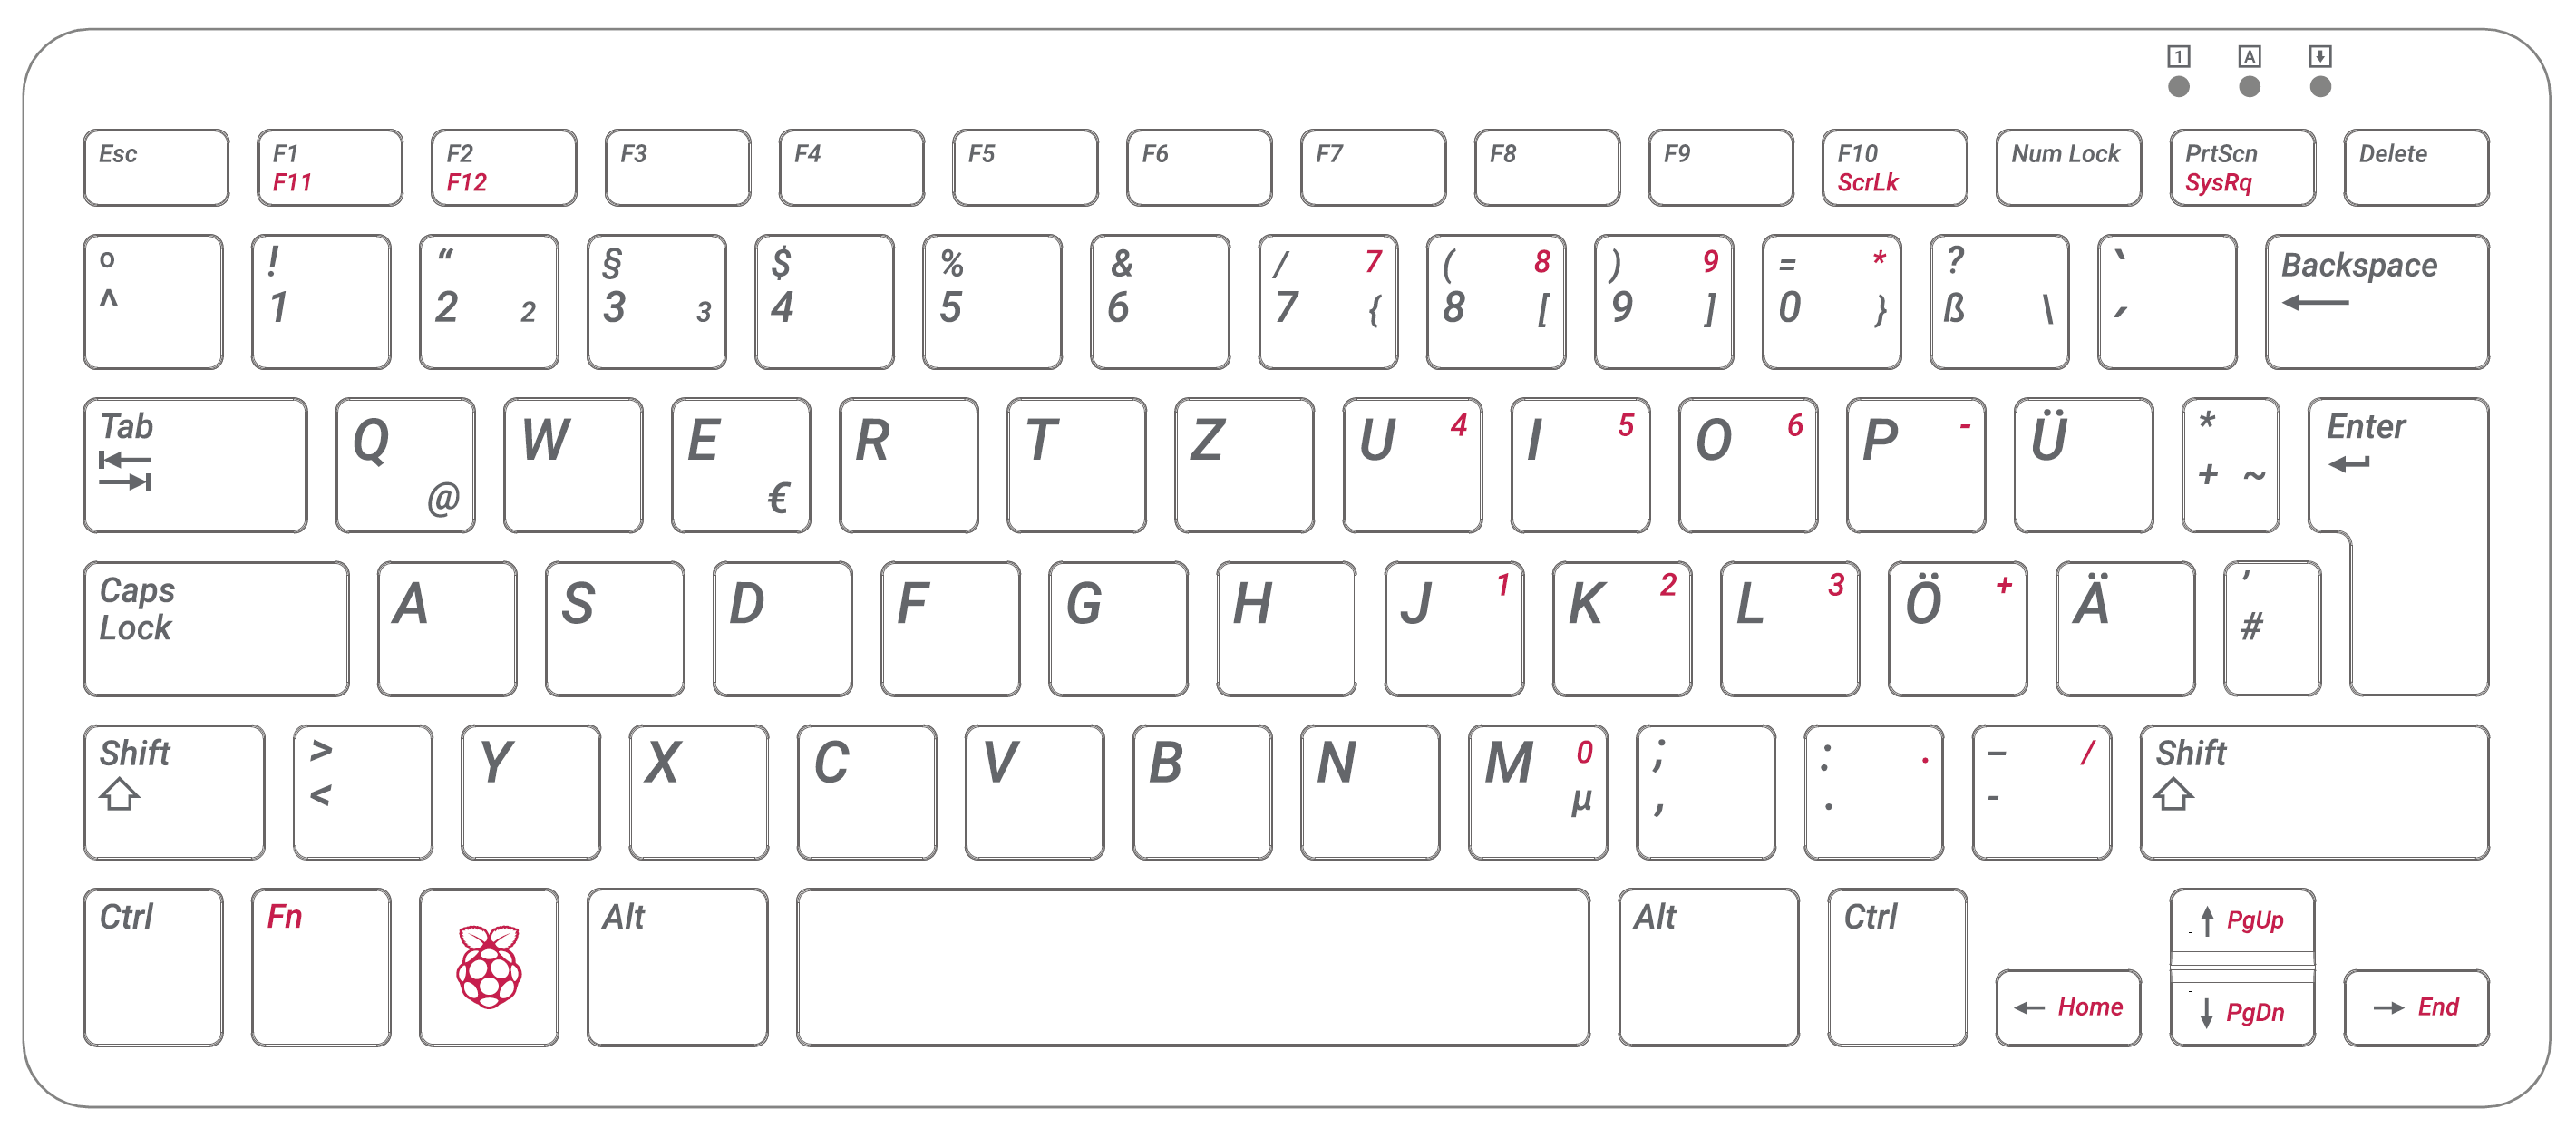 1 A
Esc F1 F2 F3 F4 F5 F6 F7 F8 F9 F10 Num Lock PrtScn Delete
F11 F12 ScrLk SysRq
o ! “ § $ % & / 7 ( 8 ) 9 = * ? ` Backspace
^ 1 2 2 3 3 4 5 6 7 { 8 [ 9 ] 0 } ß \ ´
Tab Q W E R T Z U 4 I 5 O 6 P - Ü * Enter
@ € + ~
Caps A S D F G H J 1 K 2 L 3 Ö + Ä ’
Lock #
Shift > Y X C V B N M 0 ; : . – / Shift
< µ , . -
Ctrl Fn Alt Alt Ctrl PgUp
Home PgDn End